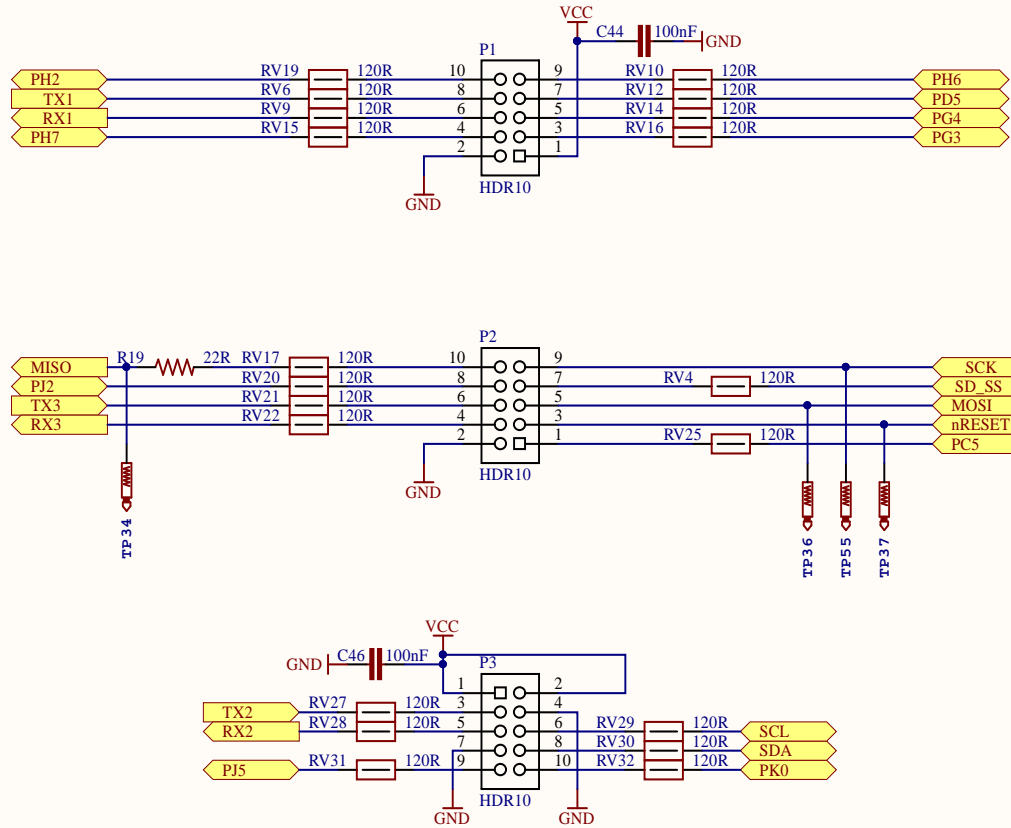 VCC
C44 100nF GND
P1
PH2 RV19 120R 10 9 RV10 120R PH6
TX1 RV6 120R 8 7 RV12 120R PD5
RX1 RV9 120R 6 5 RV14 120R PG4
PH7 RV15 120R 4 3 RV16 120R PG3
2 1
HDR10
GND
P2
MISO R19 22R RV17 120R 10 9 SCK
PJ2 RV20 120R 8 7 RV4 120R SD_SS
TX3 RV21 120R 6 5 MOSI
RX3 RV22 120R 4 3 nRESET
2 1 RV25 120R PC5
HDR10
GND
TP34
TP36
TP55
TP37
VCC
GND C46 100nF
P3
1 2
TX2 RV27 120R 3 4
RX2 RV28 120R 5 6 RV29 120R SCL
7 8 RV30 120R SDA
PJ5 RV31 120R 9 10 RV32 120R PK0
HDR10
GND GND